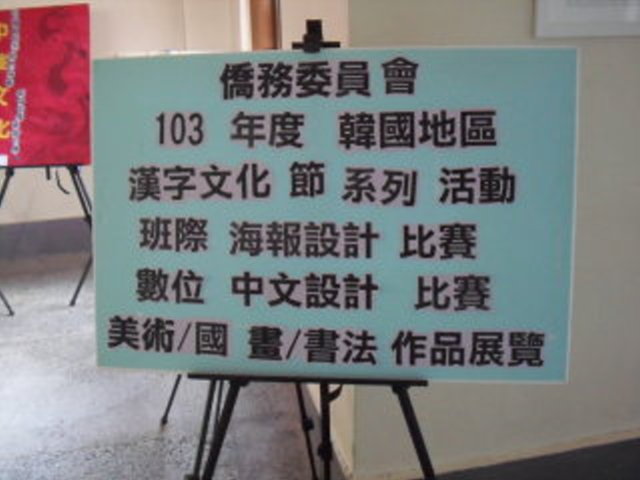 僑務委員會
103 年度 韓國地區
漢字文化 節 系列 活動
班際 海報設計 比賽
數位 中文設計 比賽
美術/國 畫/書法 作品展覽
文化